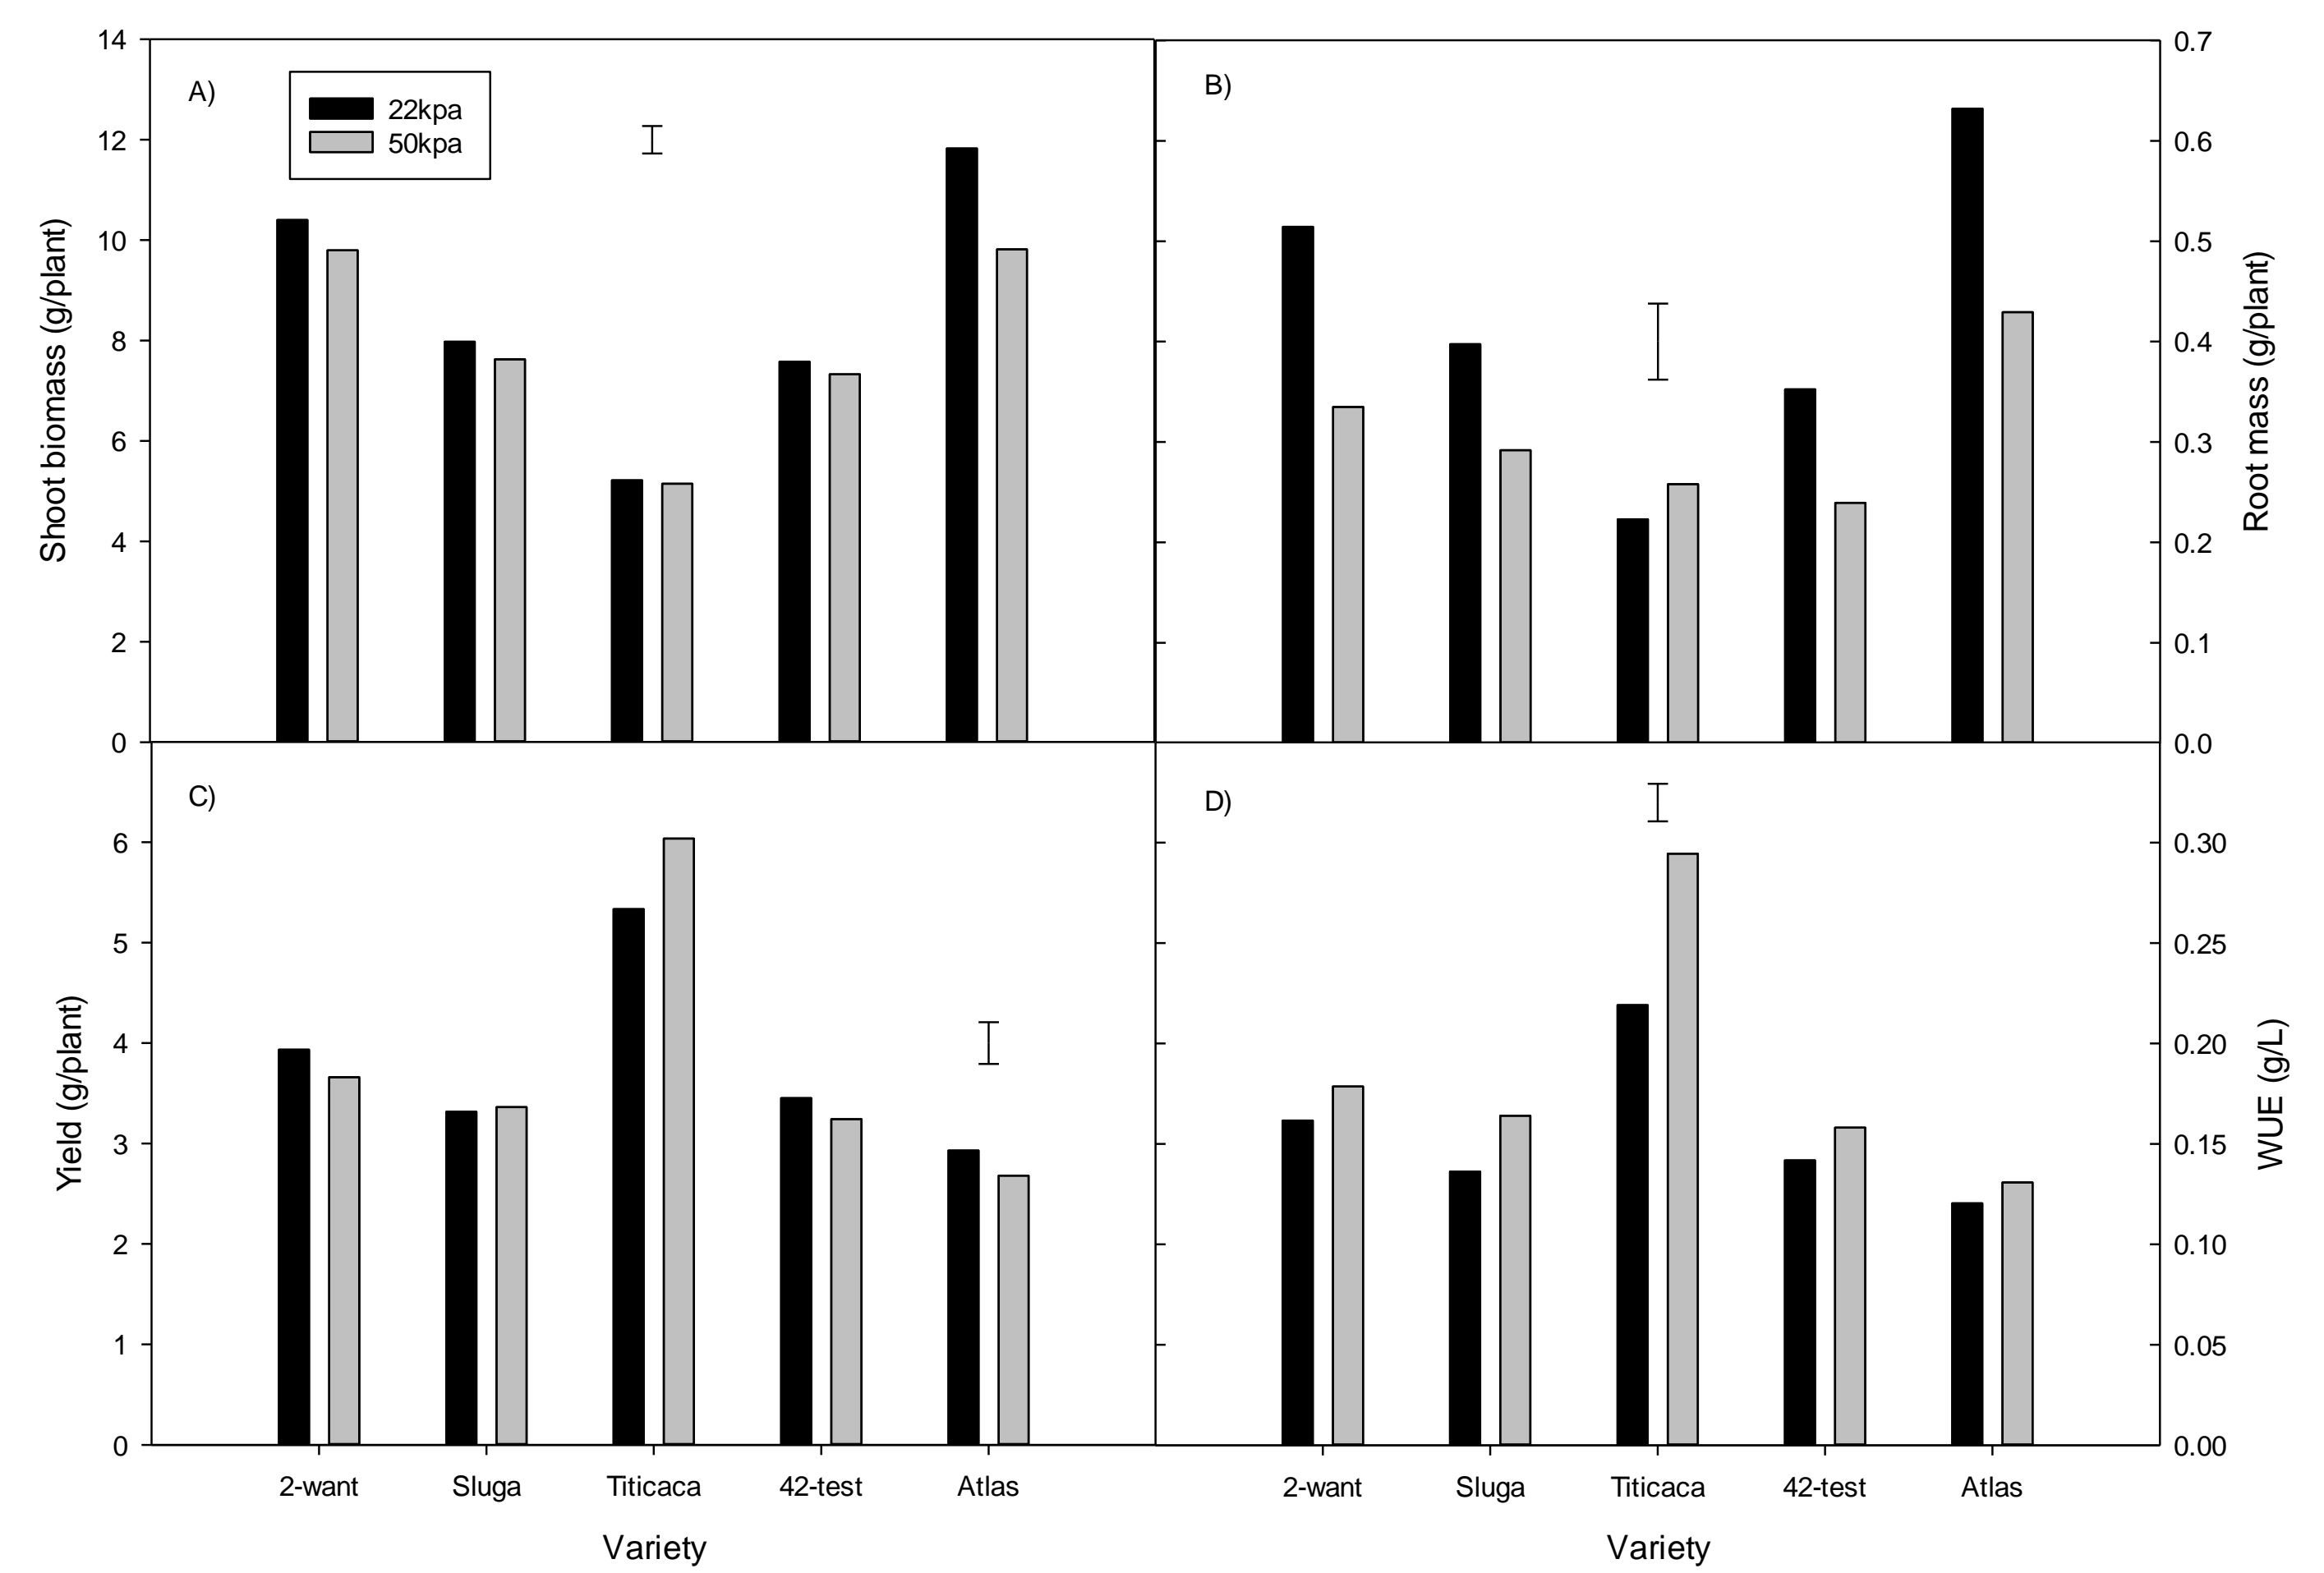 A)
22kpa
50kpa
14
12
10
8
6
4
2
0
Shoot biomass (g/plant)
B)
0.7
0.6
0.5
0.4
0.3
0.2
0.1
0.0
Root mass (g/plant)
C)
6
5
4
3
2
1
0
Yield (g/plant)
2-want Sluga Titicaca 42-test Atlas
Variety
D)
0.30
0.25
0.20
0.15
0.10
0.05
0.00
WUE (g/L)
2-want Sluga Titicaca 42-test Atlas
Variety